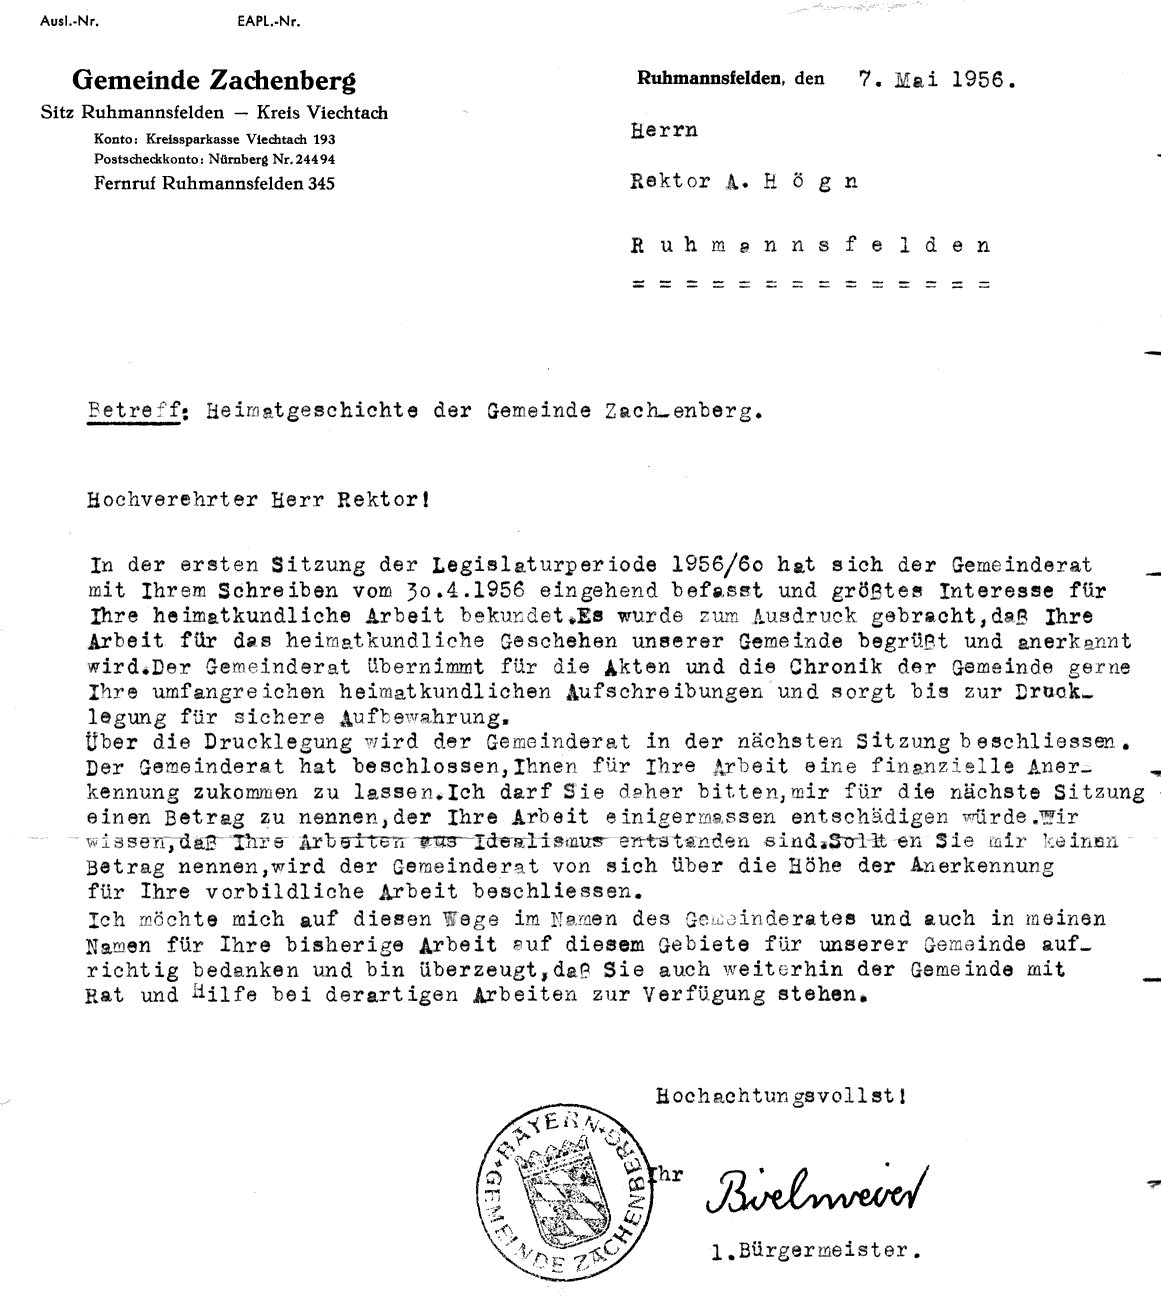 Ausl.-Nr. EAPL.-Nr.
Gemeinde Zachenberg
Sitz Ruhmannsfelden — Kreis Viechtach
Konto: Kreissparkasse Viechtach 193
Postscheckkonto: Nürnberg Nr. 24494
Fernruf Ruhmannsfelden 345
Ruhmannsfelden, den 7. Mai 1956.
Herrn
Rektor A. H ö g n
R u h m a n n s f e l d e n
= = = = = = = = = = = = = =
Betreff: Heimatgeschichte der Gemeinde Zach_enberg.
Hochverehrter Herr Rektor!
In der ersten Sitzung der Legislaturperiode 1956/60 hat sich der Gemeinderat
mit Ihrem Schreiben vom 30.4.1956 eingehend befasst und größtes Interesse für
Ihre heimatkundliche Arbeit bekundet.Es wurde zum Ausdruck gebracht,daß Ihre
Arbeit für das heimatkundliche Geschehen unserer Gemeinde begrüßt und anerkannt
wird.Der Gemeinderat übernimmt für die Akten und die Chronik der Gemeinde gerne
Ihre umfangreichen heimatkundlichen Aufschreibungen und sorgt bis zur Druck_
legung für sichere Aufbewahrung.
Über die Drucklegung wird der Gemeinderat in der nächsten Sitzung beschliessen.
Der Gemeinderat hat beschlossen,Ihnen für Ihre Arbeit eine finanzielle Aner_
kennung zukommen zu lassen.Ich darf Sie daher bitten,mir für die nächste Sitzung
einen Betrag zu nennen,der Ihre Arbeit einigermassen entschädigen würde.Wir
wissen,daß Ihre Arbeiten aus Idealismus entstanden sind.Sollt en Sie mir keinen
Betrag nennen,wird der Gemeinderat von sich über die Höhe der Anerkennung
für Ihre vorbildliche Arbeit beschliessen.
Ich möchte mich auf diesen Wege im Namen des Gemeinderates und auch in meinen
Namen für Ihre bisherige Arbeit auf diesem Gebiete für unserer Gemeinde auf_
richtig bedanken und bin überzeugt,daß Sie auch weiterhin der Gemeinde mit
Rat und Hilfe bei derartigen Arbeiten zur Verfügung stehen.
Hochachtungsvollst!
BAYERN
GEMEINDE ZACHENBERG
Ihr Bielmeier
1.Bürgermeister.